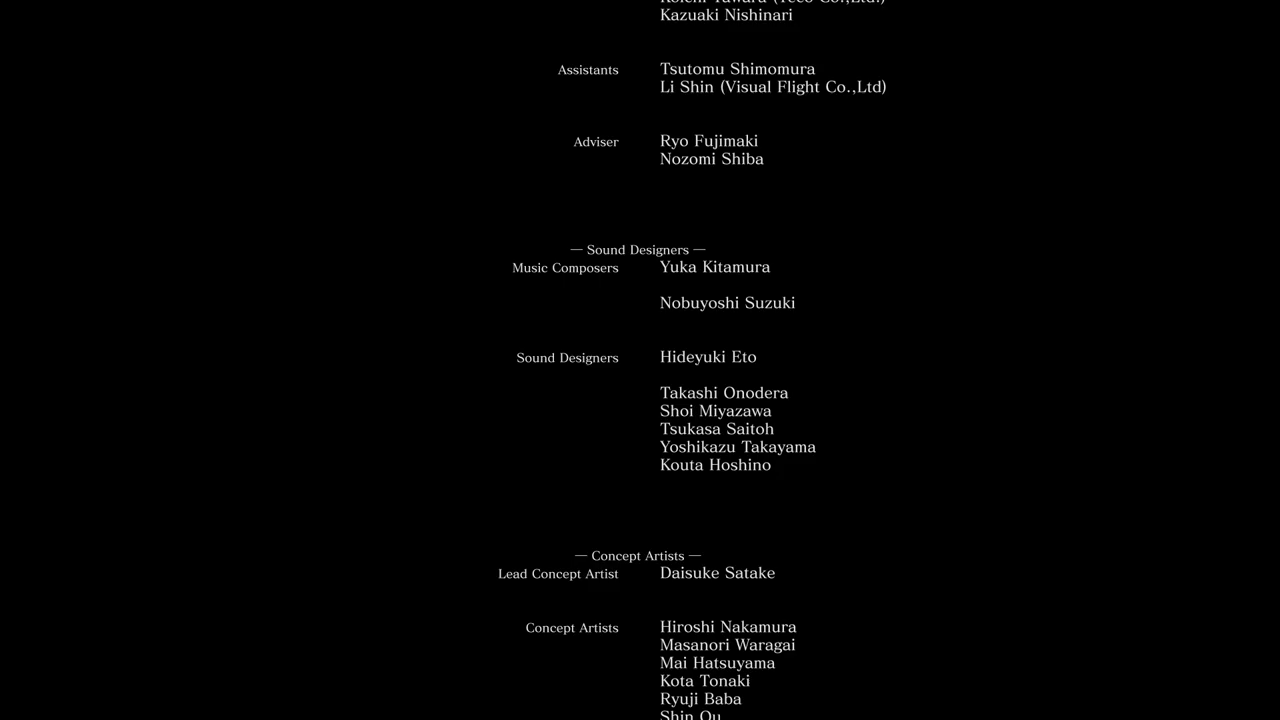 Kazuaki Nishinari
Assistants Tsutomu Shimomura
Li Shin (Visual Flight Co.,Ltd)
Adviser Ryo Fujimaki
Nozomi Shiba
— Sound Designers —
Music Composers Yuka Kitamura
Nobuyoshi Suzuki
Sound Designers Hideyuki Eto
Takashi Onodera
Shoi Miyazawa
Tsukasa Saitoh
Yoshikazu Takayama
Kouta Hoshino
— Concept Artists —
Lead Concept Artist Daisuke Satake
Concept Artists Hiroshi Nakamura
Masanori Waragai
Mai Hatsuyama
Kota Tonaki
Ryuji Baba